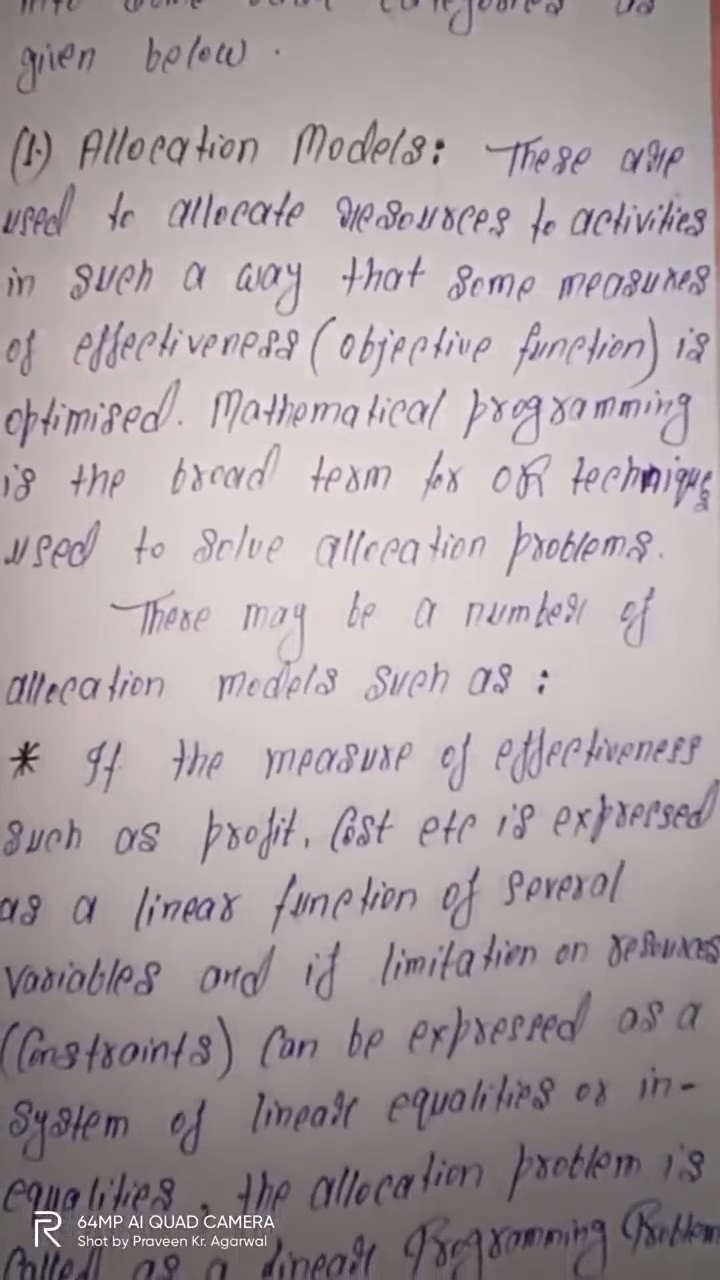 into some broad categories as
given below.
(1.) Allocation Models: These are
used to allocate resources to activities
in such a way that some measures
of effectiveness (objective function) is
optimised. Mathematical programming
is the broad term for OR techniques
used to solve allocation problems.
There may be a number of
allocation models such as :
* If the measure of effectiveness
such as profit, Cost etc is expressed
as a linear function of several
variables and if limitation on resources
(Constraints) Can be expressed as a
System of linear equalities or in-
equalities, the allocation problem is
Called as a linear Programming Problem
64MP AI QUAD CAMERA
Shot by Praveen Kr. Agarwal